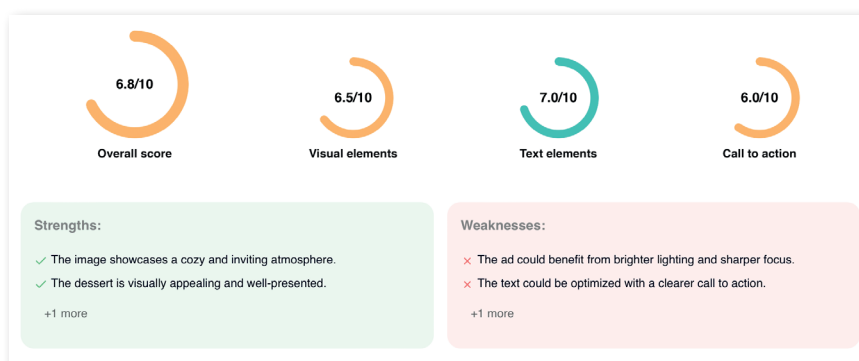 6.8/10
6.5/10
7.0/10
6.0/10
Overall score
Visual elements
Text elements
Call to action
Strengths:
The image showcases a cozy and inviting atmosphere.
The dessert is visually appealing and well-presented.
+1 more
Weaknesses:
The ad could benefit from brighter lighting and sharper focus.
The text could be optimized with a clearer call to action.
+1 more